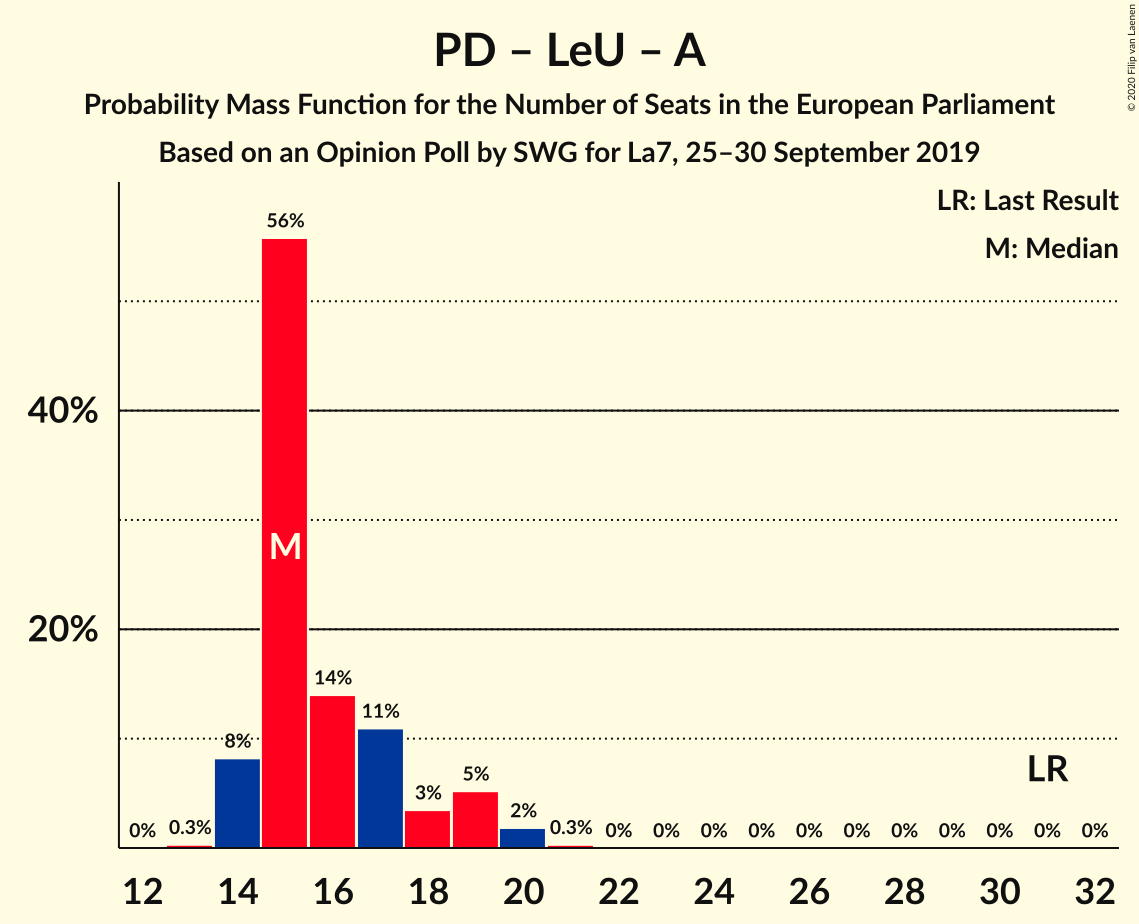 PD – LeU – A
Probability Mass Function for the Number of Seats in the European Parliament
Based on an Opinion Poll by SWG for La7, 25–30 September 2019
© 2020 Filip van Laenen
LR: Last Result
M: Median
56%
40%
M
20%
14%
11%
8%
LR
5%
3%
2%
0% 0.3% 0.3% 0% 0% 0% 0% 0% 0% 0% 0% 0% 0% 0%
12 14 16 18 20 22 24 26 28 30 32